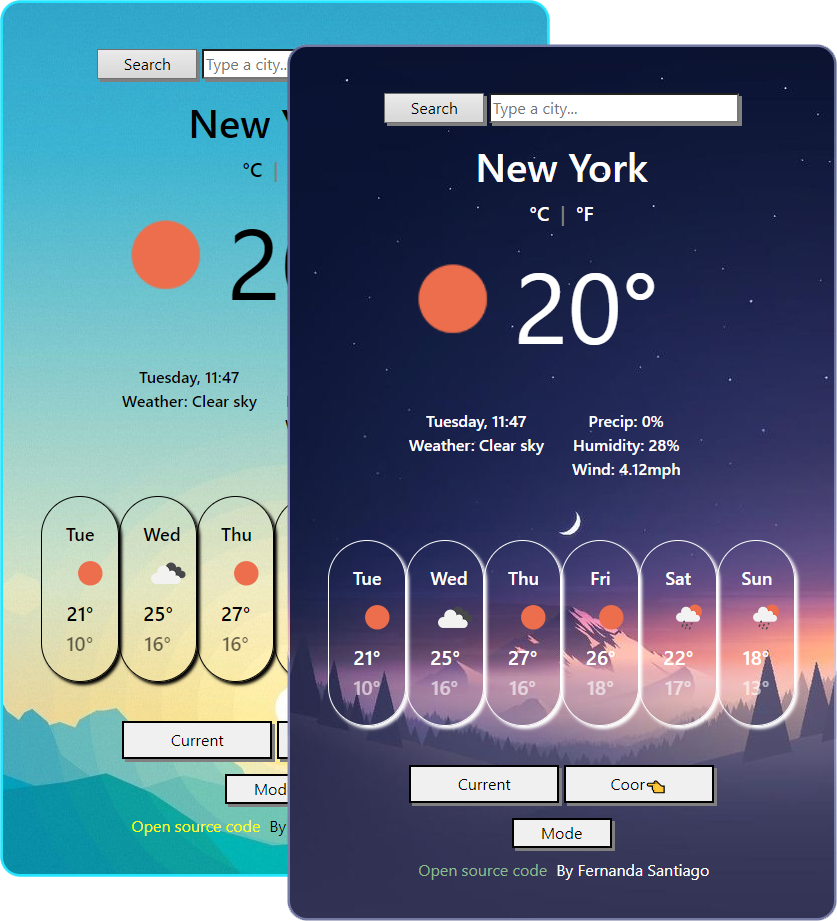 Search Type a city..
New Y
°C |
20
Tuesday, 11:47
Weather: Clear sky
Tue Wed Thu
21° 25° 27°
10° 16° 16°
Current
Mod
Open source code By
Search Type a city...
New York
°C | °F
20°
Tuesday, 11:47 Precip: 0%
Weather: Clear sky Humidity: 28%
Wind: 4.12mph
Tue Wed Thu Fri Sat Sun
21° 25° 27° 26° 22° 18°
10° 16° 16° 18° 17° 13°
Current Coor
Mode
Open source code By Fernanda Santiago